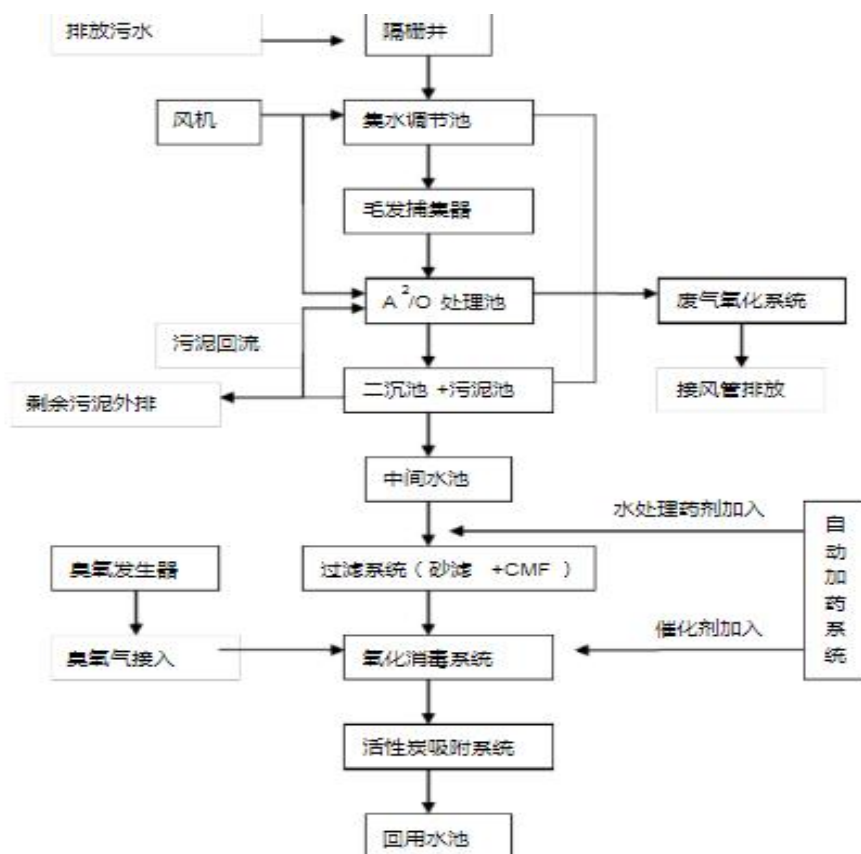 排放污水
隔栅井
风机
集水调节池
毛发捕集器
A²/O 处理池
废气氧化系统
污泥回流
二沉池 +污泥池
接风管排放
剩余污泥外排
中间水池
水处理药剂加入
自动加药系统
臭氧发生器
过滤系统（砂滤 +CMF ）
催化剂加入
臭氧气接入
氧化消毒系统
活性炭吸附系统
回用水池